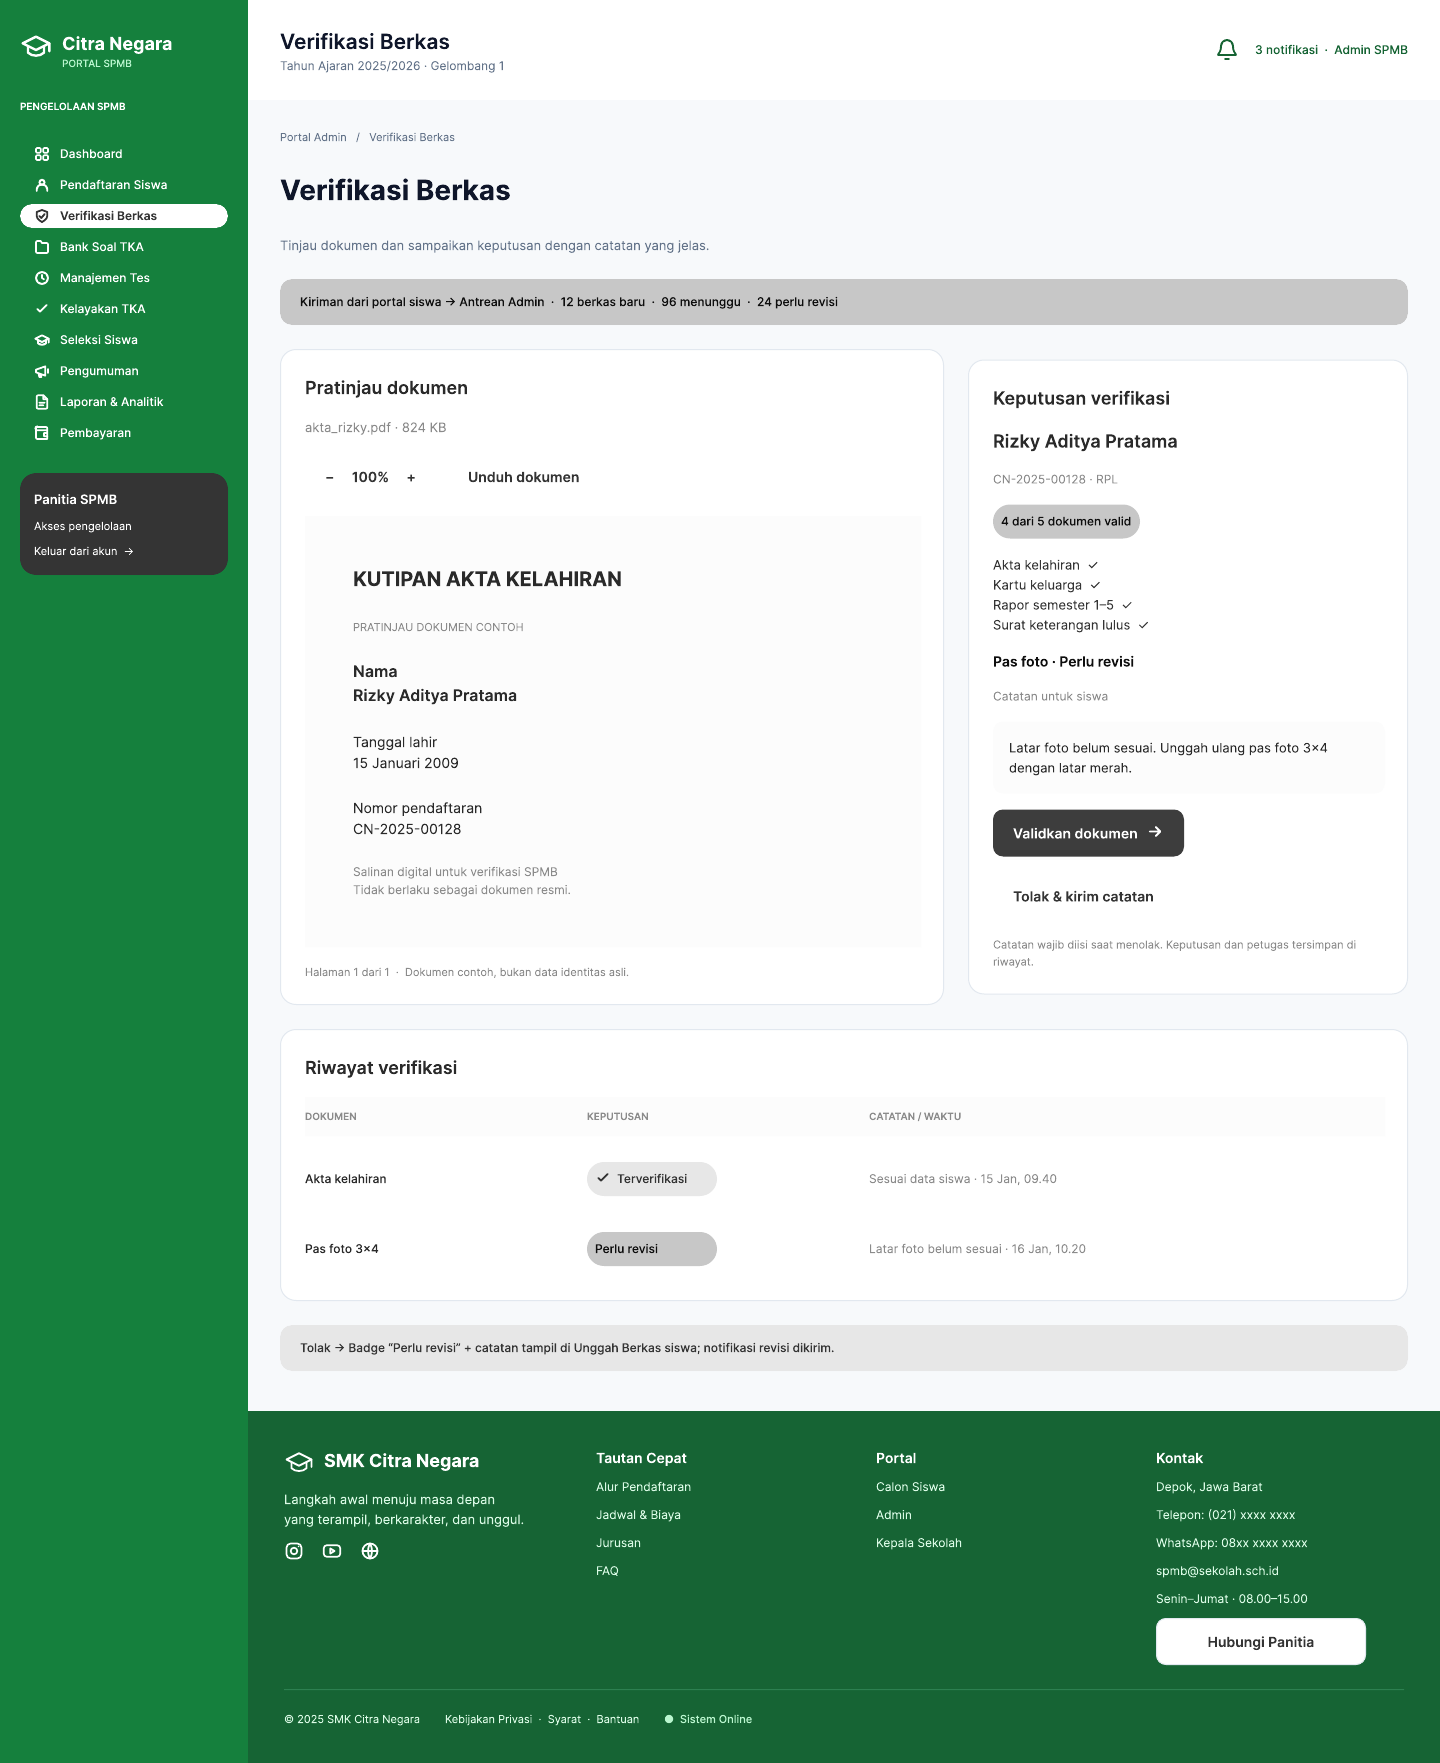 Citra Negara
PORTAL SPMB
PENGELOLAAN SPMB
Dashboard
Pendaftaran Siswa
Verifikasi Berkas
Bank Soal TKA
Manajemen Tes
Kelayakan TKA
Seleksi Siswa
Pengumuman
Laporan & Analitik
Pembayaran
Panitia SPMB
Akses pengelolaan
Keluar dari akun →
Verifikasi Berkas
Tahun Ajaran 2025/2026 · Gelombang 1
3 notifikasi · Admin SPMB
Portal Admin / Verifikasi Berkas
Verifikasi Berkas
Tinjau dokumen dan sampaikan keputusan dengan catatan yang jelas.
Kiriman dari portal siswa → Antrean Admin · 12 berkas baru · 96 menunggu · 24 perlu revisi
Pratinjau dokumen
akta_rizky.pdf · 824 KB
− 100% + Unduh dokumen
KUTIPAN AKTA KELAHIRAN
PRATINJAU DOKUMEN CONTOH
Nama
Rizky Aditya Pratama
Tanggal lahir
15 Januari 2009
Nomor pendaftaran
CN-2025-00128
Salinan digital untuk verifikasi SPMB
Tidak berlaku sebagai dokumen resmi.
Halaman 1 dari 1 · Dokumen contoh, bukan data identitas asli.
Keputusan verifikasi
Rizky Aditya Pratama
CN-2025-00128 · RPL
4 dari 5 dokumen valid
Akta kelahiran ✓
Kartu keluarga ✓
Rapor semester 1–5 ✓
Surat keterangan lulus ✓
Pas foto · Perlu revisi
Catatan untuk siswa
Latar foto belum sesuai. Unggah ulang pas foto 3×4
dengan latar merah.
Validkan dokumen →
Tolak & kirim catatan
Catatan wajib diisi saat menolak. Keputusan dan petugas tersimpan di
riwayat.
Riwayat verifikasi
DOKUMEN KEPUTUSAN CATATAN / WAKTU
Akta kelahiran ✓ Terverifikasi Sesuai data siswa · 15 Jan, 09.40
Pas foto 3×4 Perlu revisi Latar foto belum sesuai · 16 Jan, 10.20
Tolak → Badge “Perlu revisi” + catatan tampil di Unggah Berkas siswa; notifikasi revisi dikirim.
SMK Citra Negara
Langkah awal menuju masa depan
yang terampil, berkarakter, dan unggul.
Tautan Cepat
Alur Pendaftaran
Jadwal & Biaya
Jurusan
FAQ
Portal
Calon Siswa
Admin
Kepala Sekolah
Kontak
Depok, Jawa Barat
Telepon: (021) xxxx xxxx
WhatsApp: 08xx xxxx xxxx
spmb@sekolah.sch.id
Senin–Jumat · 08.00–15.00
Hubungi Panitia
© 2025 SMK Citra Negara Kebijakan Privasi · Syarat · Bantuan ● Sistem Online